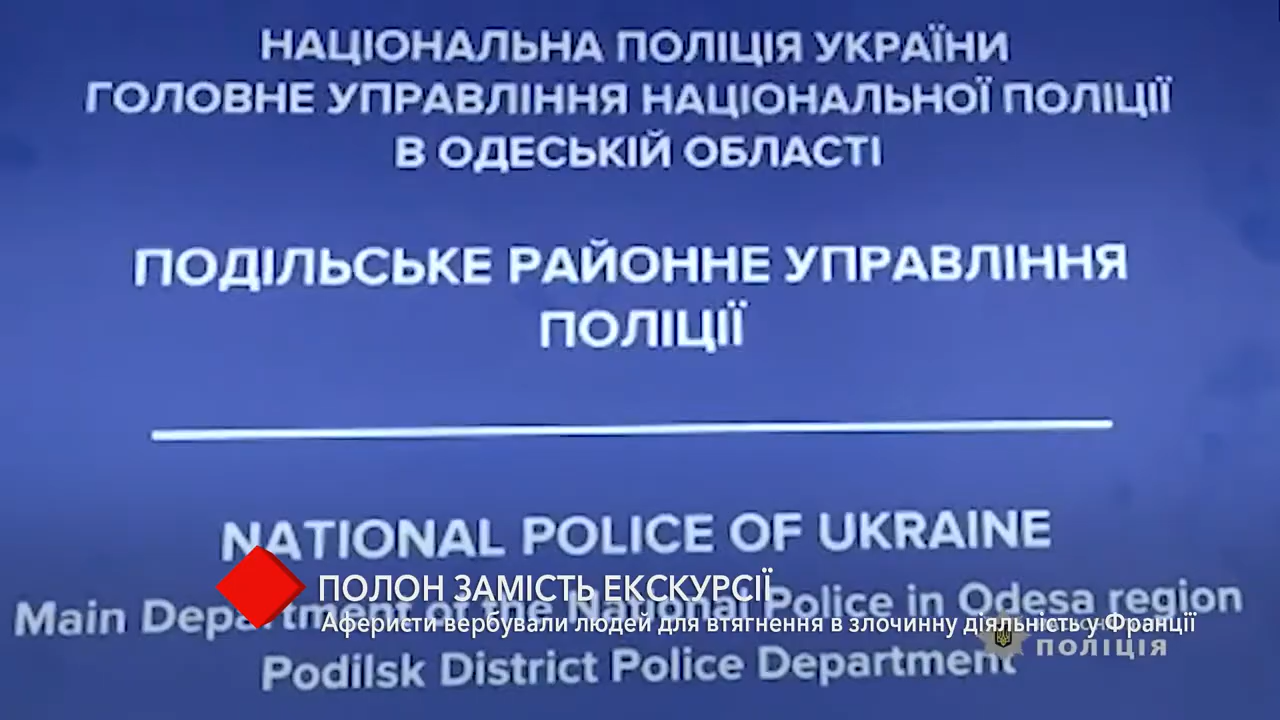 НАЦІОНАЛЬНА ПОЛІЦІЯ УКРАЇНИ
ГОЛОВНЕ УПРАВЛІННЯ НАЦІОНАЛЬНОЇ ПОЛІЦІЇ
В ОДЕСЬКІЙ ОБЛАСТІ
ПОДІЛЬСЬКЕ РАЙОННЕ УПРАВЛІННЯ
ПОЛІЦІЇ
NATIONAL POLICE OF UKRAINE
ПОЛОН ЗАМІСТЬ ЕКСКУРСІЇ
Main Department of the National Police in Odesa region
Аферисти вербували людей для втягнення в злочинну діяльність у Франції
ПОЛІЦІЯ
Podilsk District Police Department